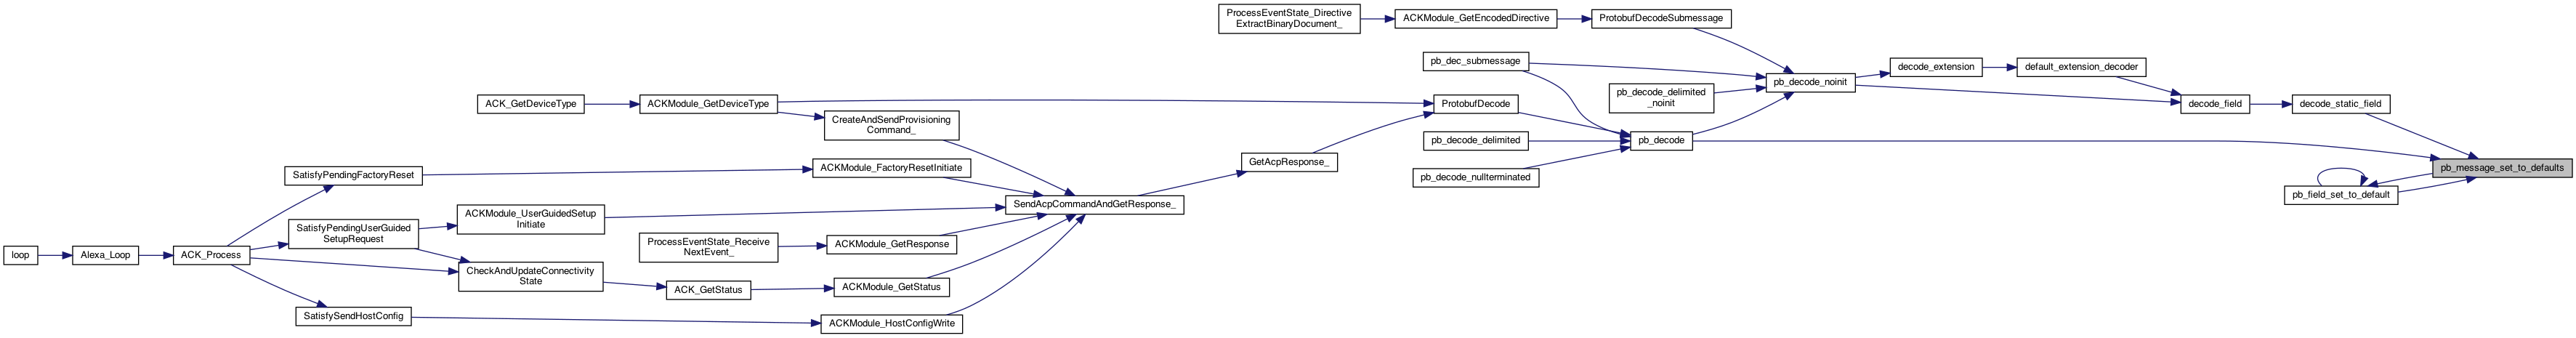 ProcessEventState_Directive
ExtractBinaryDocument_
ACKModule_GetEncodedDirective
ProtobufDecodeSubmessage
pb_dec_submessage
decode_extension
default_extension_decoder
pb_decode_noinit
pb_decode_delimited
_noinit
ACK_GetDeviceType
ACKModule_GetDeviceType
ProtobufDecode
decode_field
decode_static_field
CreateAndSendProvisioning
Command_
pb_decode_delimited
pb_decode
GetAcpResponse_
pb_message_set_to_defaults
SatisfyPendingFactoryReset
ACKModule_FactoryResetInitiate
pb_decode_nullterminated
pb_field_set_to_default
SendAcpCommandAndGetResponse_
ACKModule_UserGuidedSetup
Initiate
SatisfyPendingUserGuided
SetupRequest
ProcessEventState_Receive
NextEvent_
ACKModule_GetResponse
loop
Alexa_Loop
ACK_Process
CheckAndUpdateConnectivity
State
ACK_GetStatus
ACKModule_GetStatus
SatisfySendHostConfig
ACKModule_HostConfigWrite